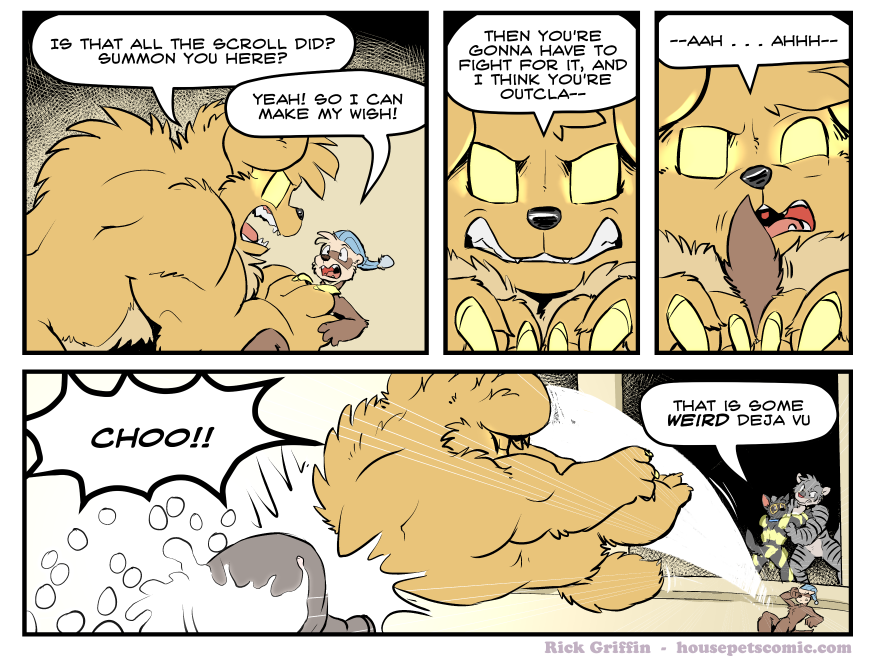 IS THAT ALL THE SCROLL DID?
SUMMON YOU HERE?
YEAH! SO I CAN
MAKE MY WISH!
THEN YOU'RE
GONNA HAVE TO
FIGHT FOR IT, AND
I THINK YOU'RE
OUTCLA--
--AAH . . . AHHH--
CHOO!!
THAT IS SOME
WEIRD DEJA VU
Rick Griffin - housepetscomic.com